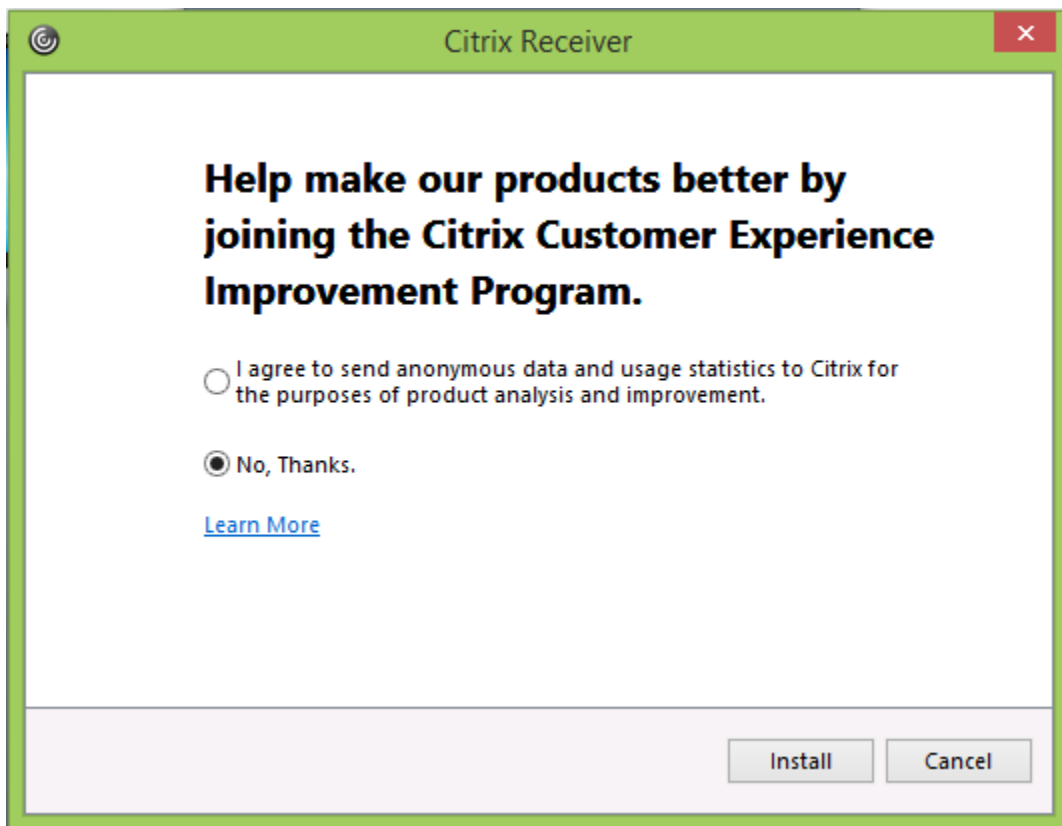 Citrix Receiver
Help make our products better by
joining the Citrix Customer Experience
Improvement Program.
I agree to send anonymous data and usage statistics to Citrix for
the purposes of product analysis and improvement.
No, Thanks.
Learn More
Install
Cancel